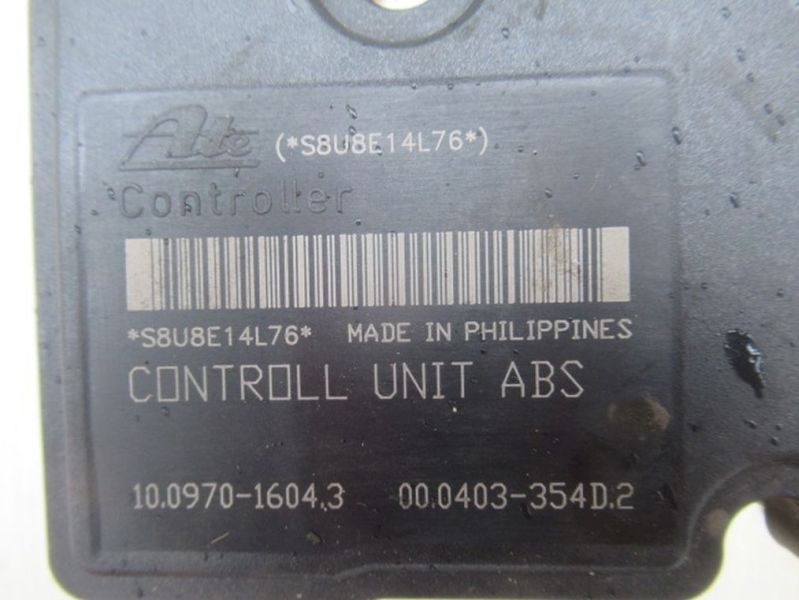 Ate (*S8U8E14L76*)
Controller
*S8U8E14L76* MADE IN PHILIPPINES
CONTROLL UNIT ABS
10.0970-1604.3 00.0403-354D.2